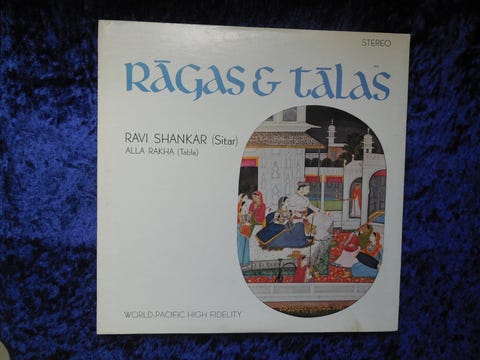 STEREO
RĀGAS & TĀLAS
RAVI SHANKAR (Sitar)
ALLA RAKHA (Tabla)
WORLD-PACIFIC HIGH FIDELITY